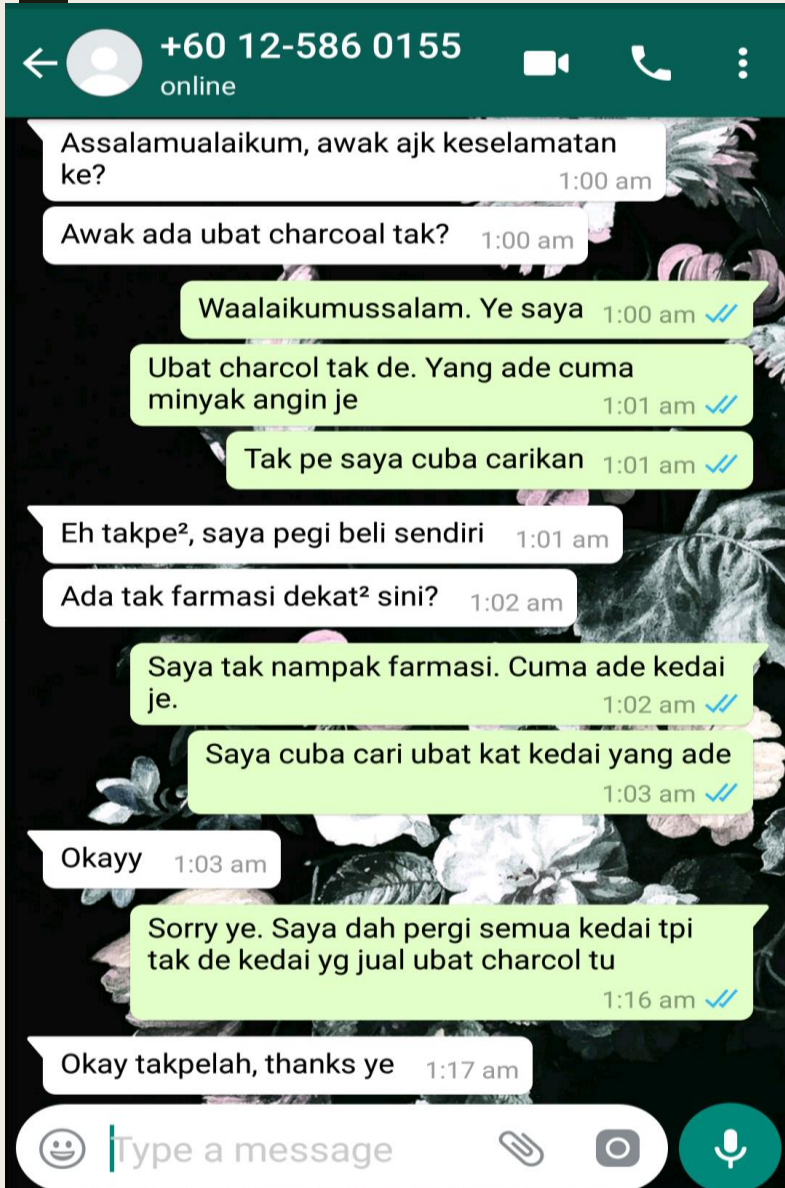 +60 12-586 0155
online
Assalamualaikum, awak ajk keselamatan
ke?
1:00 am
Awak ada ubat charcoal tak? 1:00 am
Waalaikumussalam. Ye saya 1:00 am
Ubat charcol tak de. Yang ade cuma
minyak angin je
1:01 am
Tak pe saya cuba carikan 1:01 am
Eh takpe², saya pegi beli sendiri 1:01 am
Ada tak farmasi dekat² sini? 1:02 am
Saya tak nampak farmasi. Cuma ade kedai
je.
1:02 am
Saya cuba cari ubat kat kedai yang ade
1:03 am
Okayy 1:03 am
Sorry ye. Saya dah pergi semua kedai tpi
tak de kedai yg jual ubat charcol tu
1:16 am
Okay takpelah, thanks ye 1:17 am
Type a message